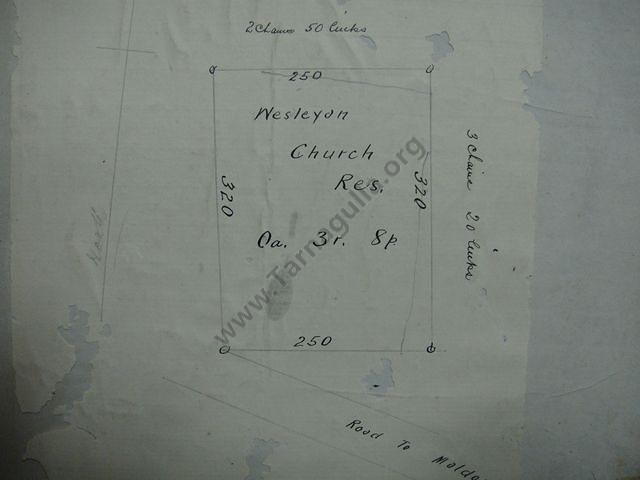 2 Chains 50 links
250
Wesleyan
Church
Res.
0a. 3r. 8p
320
320
3 chains 20 links
250
Road To Maldo
www.Tarnagulla.org